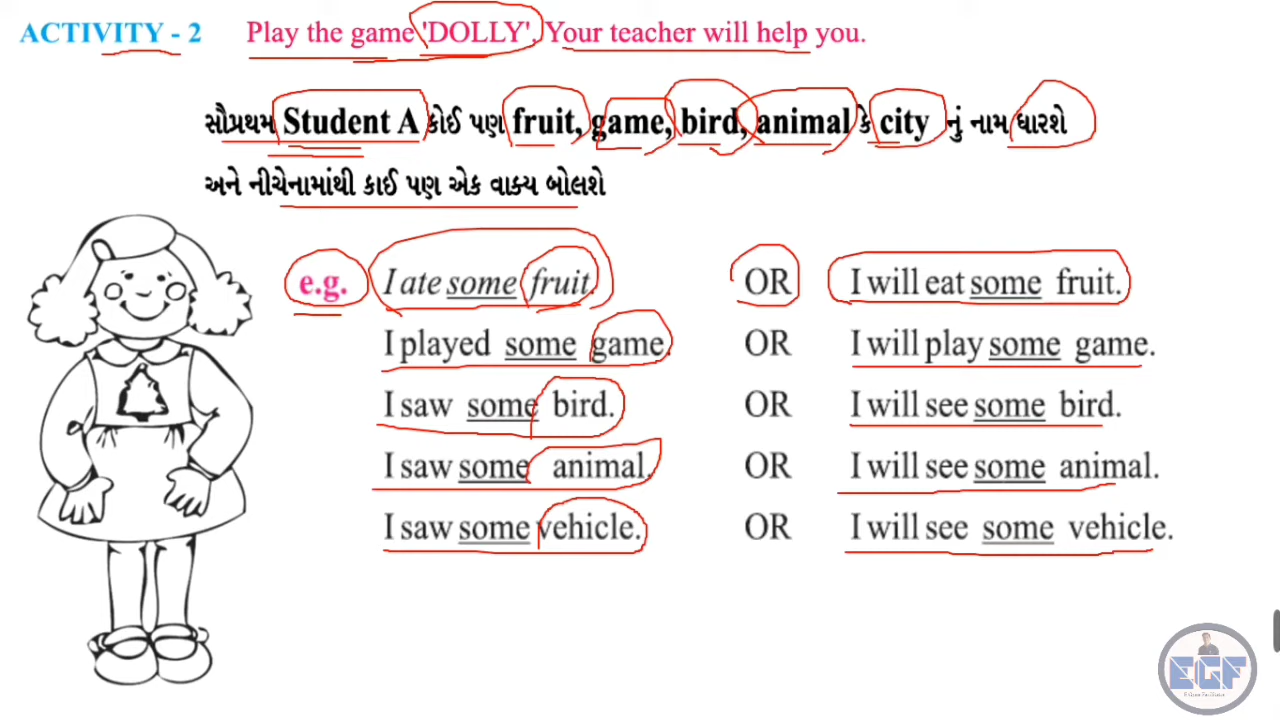 ACTIVITY - 2 Play the game 'DOLLY'. Your teacher will help you.
સૌપ્રથમ Student A કોઈ પણ fruit, game, bird, animal કે city નું નામ ધારશે
અને નીચેનામાંથી કાઈ પણ એક વાક્ય બોલશે
e.g. I ate some fruit. OR I will eat some fruit.
I played some game. OR I will play some game.
I saw some bird. OR I will see some bird.
I saw some animal. OR I will see some animal.
I saw some vehicle. OR I will see some vehicle.
EGF